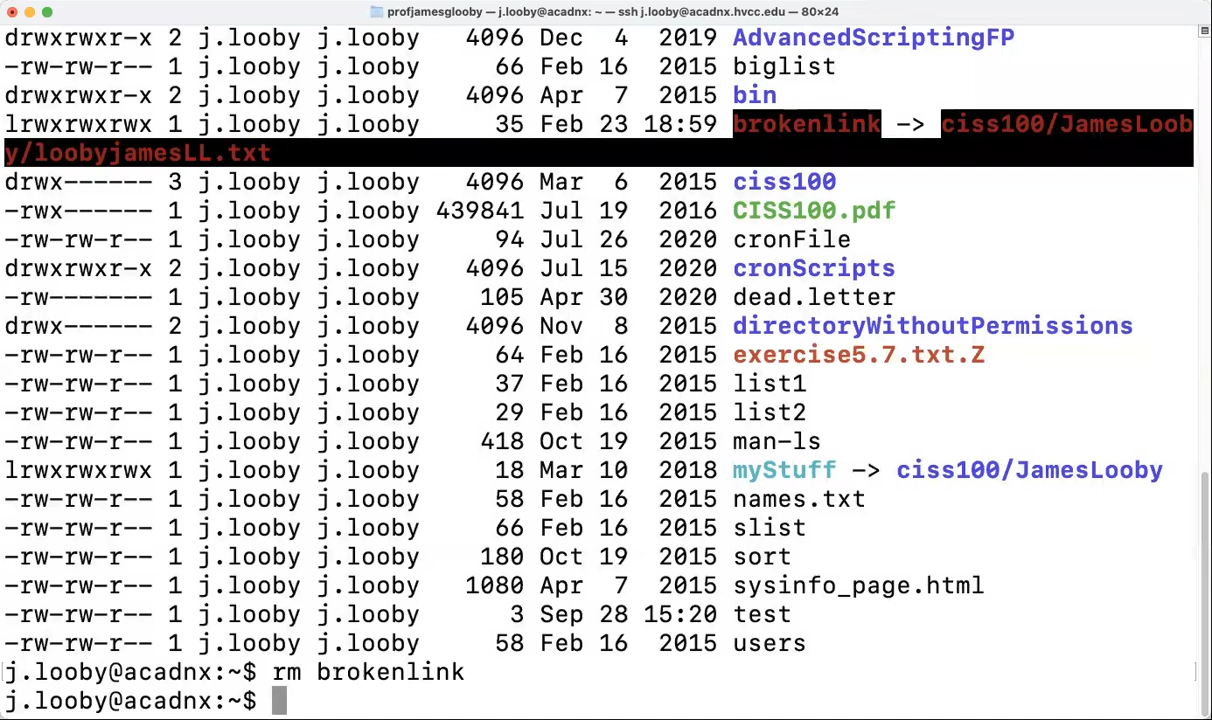 profjamesglooby — j.looby@acadnx: ~ — ssh j.looby@acadnx.hvcc.edu — 80×24
drwxrwxr-x 2 j.looby j.looby   4096 Dec  4  2019 AdvancedScriptingFP
-rw-rw-r-- 1 j.looby j.looby     66 Feb 16  2015 biglist
drwxrwxr-x 2 j.looby j.looby   4096 Apr  7  2015 bin
lrwxrwxrwx 1 j.looby j.looby     35 Feb 23 18:59 brokenlink -> ciss100/JamesLoob
y/loobyjamesLL.txt
drwx------ 3 j.looby j.looby   4096 Mar  6  2015 ciss100
-rwx------ 1 j.looby j.looby 439841 Jul 19  2016 CISS100.pdf
-rw-rw-r-- 1 j.looby j.looby     94 Jul 26  2020 cronFile
drwxrwxr-x 2 j.looby j.looby   4096 Jul 15  2020 cronScripts
-rw------- 1 j.looby j.looby    105 Apr 30  2020 dead.letter
drwx------ 2 j.looby j.looby   4096 Nov  8  2015 directoryWithoutPermissions
-rw-rw-r-- 1 j.looby j.looby     64 Feb 16  2015 exercise5.7.txt.Z
-rw-rw-r-- 1 j.looby j.looby     37 Feb 16  2015 list1
-rw-rw-r-- 1 j.looby j.looby     29 Feb 16  2015 list2
-rw-rw-r-- 1 j.looby j.looby    418 Oct 19  2015 man-ls
lrwxrwxrwx 1 j.looby j.looby     18 Mar 10  2018 myStuff -> ciss100/JamesLooby
-rw-rw-r-- 1 j.looby j.looby     58 Feb 16  2015 names.txt
-rw-rw-r-- 1 j.looby j.looby     66 Feb 16  2015 slist
-rw-rw-r-- 1 j.looby j.looby    180 Oct 19  2015 sort
-rw-rw-r-- 1 j.looby j.looby   1080 Apr  7  2015 sysinfo_page.html
-rw-rw-r-- 1 j.looby j.looby      3 Sep 28 15:20 test
-rw-rw-r-- 1 j.looby j.looby     58 Feb 16  2015 users
j.looby@acadnx:~$ rm brokenlink
j.looby@acadnx:~$